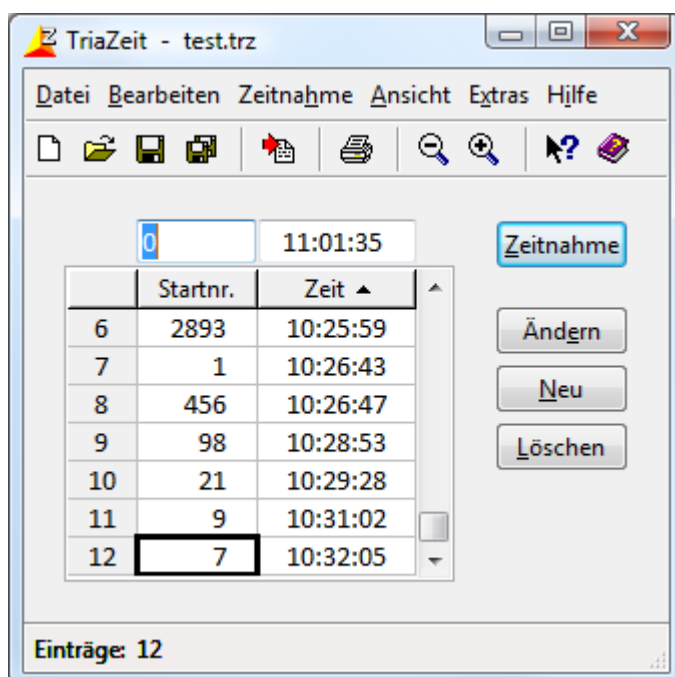 TriaZeit - test.trz
Datei Bearbeiten Zeitnahme Ansicht Extras Hilfe
0 11:01:35 Zeitnahme
Startnr. Zeit
6 2893 10:25:59 Ändern
7 1 10:26:43
8 456 10:26:47 Neu
9 98 10:28:53 Löschen
10 21 10:29:28
11 9 10:31:02
12 7 10:32:05
Einträge: 12